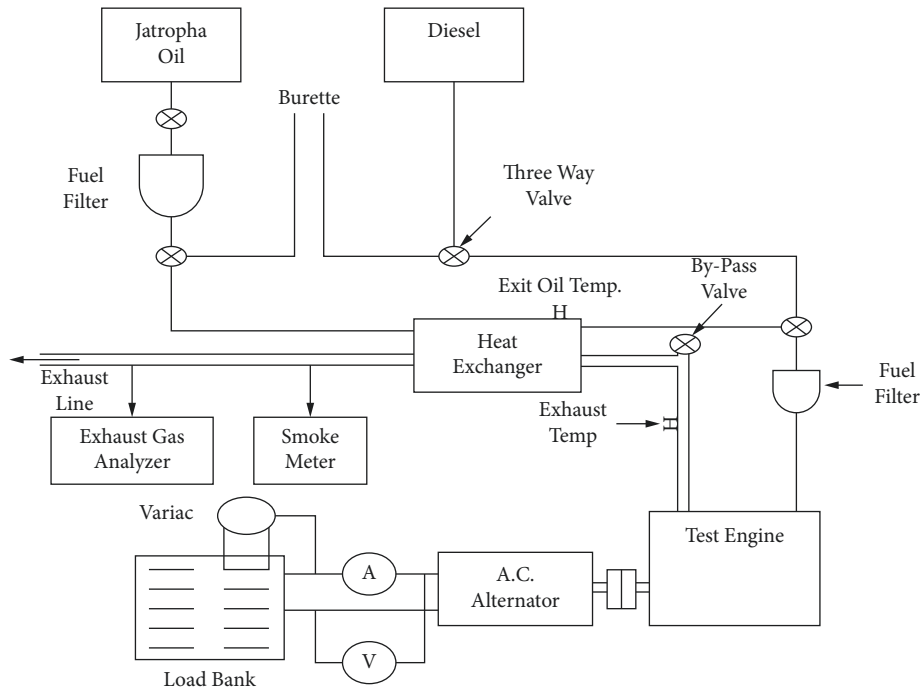 Jatropha
Oil
Diesel
Burette
Fuel
Filter
Three Way
Valve
By-Pass
Valve
Exit Oil Temp.
H
Heat
Exchanger
Exhaust
Line
Fuel
Filter
Exhaust
Temp
Exhaust Gas
Analyzer
Smoke
Meter
Variac
Test Engine
A
A.C.
Alternator
V
Load Bank